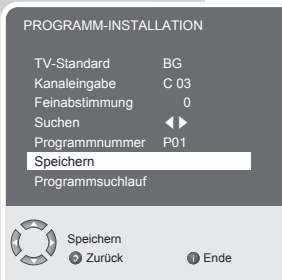 PROGRAMM-INSTALLATION
TV-Standard BG
Kanaleingabe C 03
Feinabstimmung 0
Suchen
Programmnummer P01
Speichern
Programmsuchlauf
Speichern
Zurück
i Ende